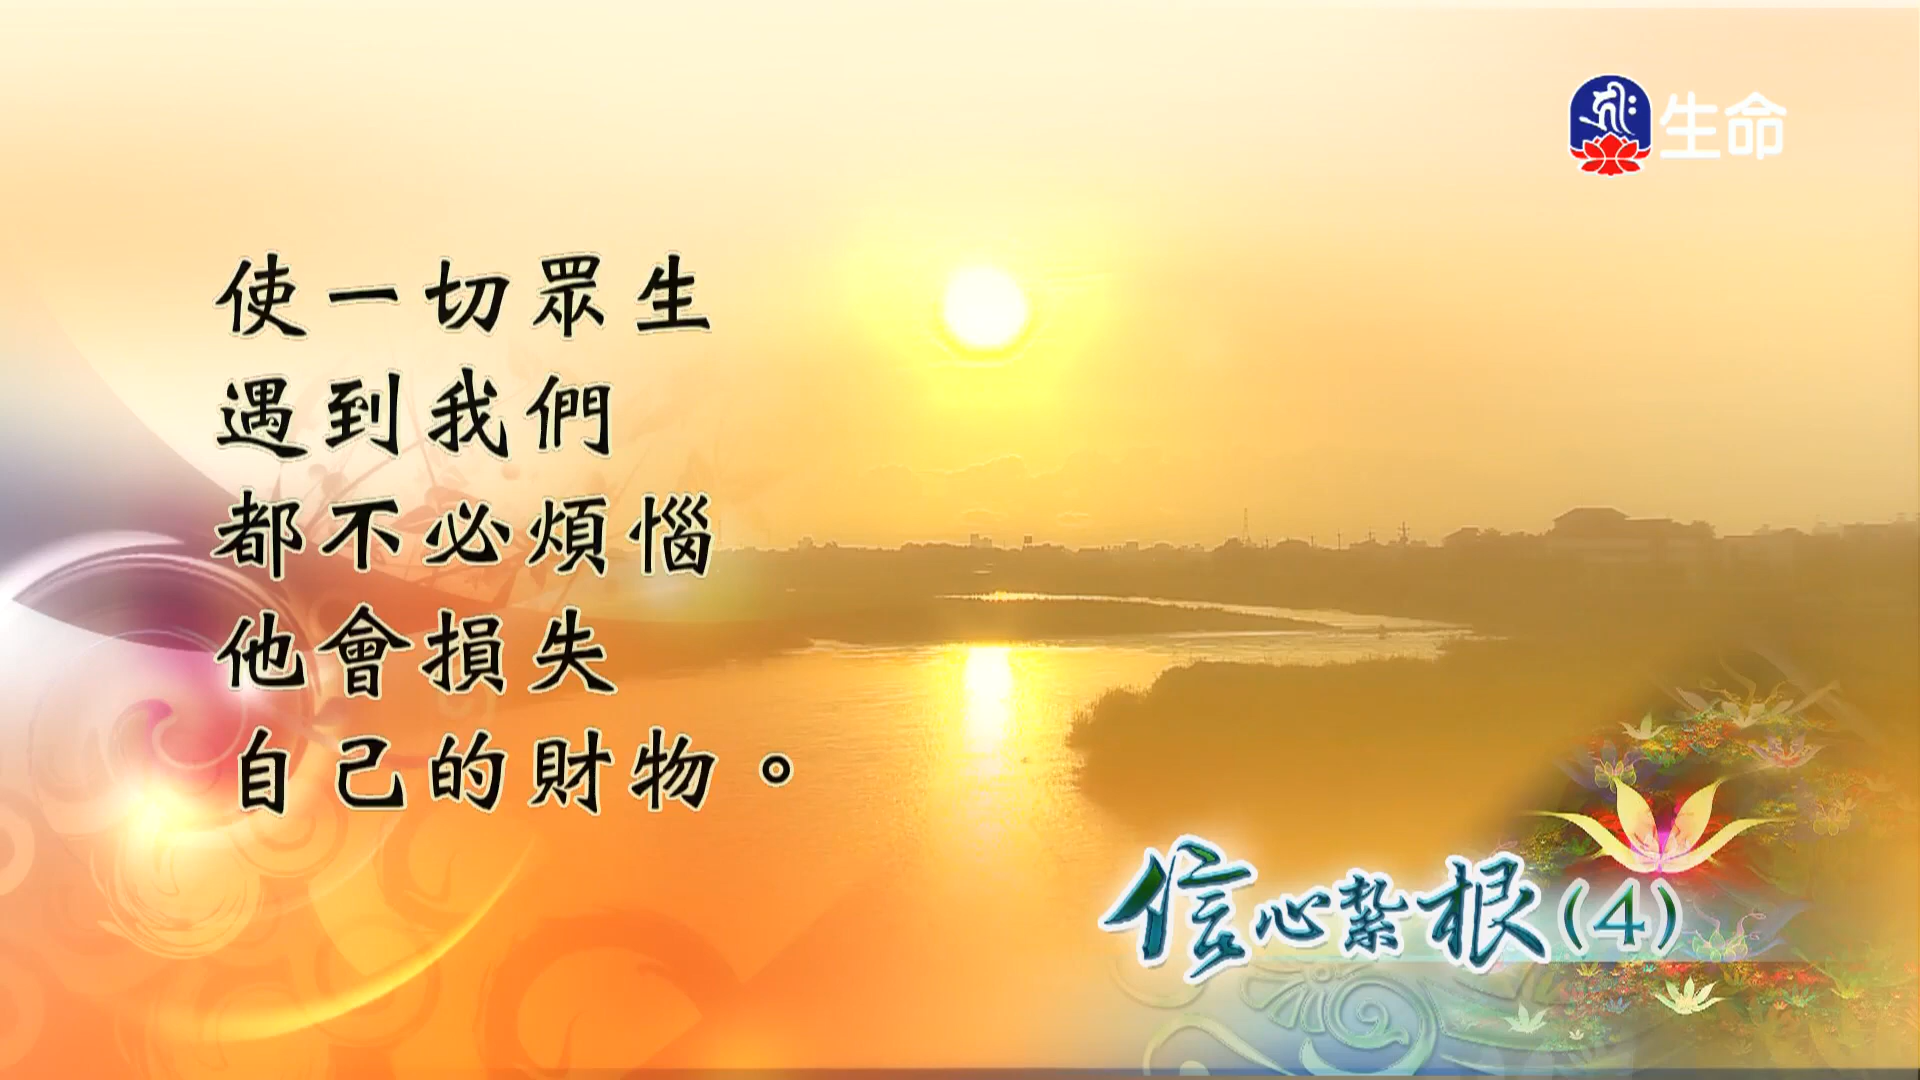 生命
使一切眾生
遇到我們
都不必煩惱
他會損失
自己的財物。
信心紮根(4)